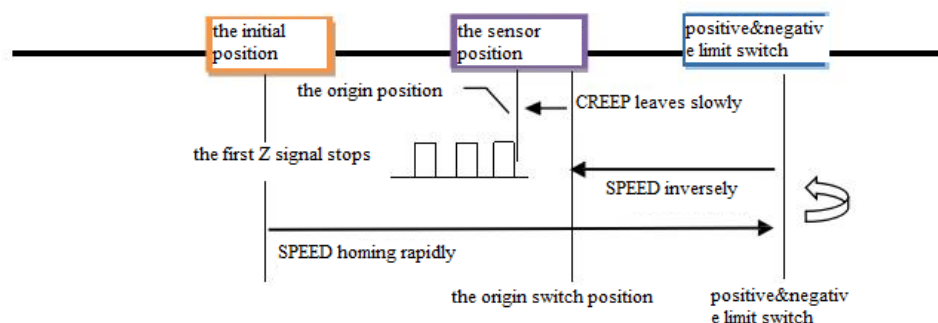 the initial
position
the sensor
position
positive&negativ
e limit switch
the origin position
CREEP leaves slowly
the first Z signal stops
SPEED inversely
SPEED homing rapidly
the origin switch position
positive&negativ
e limit switch